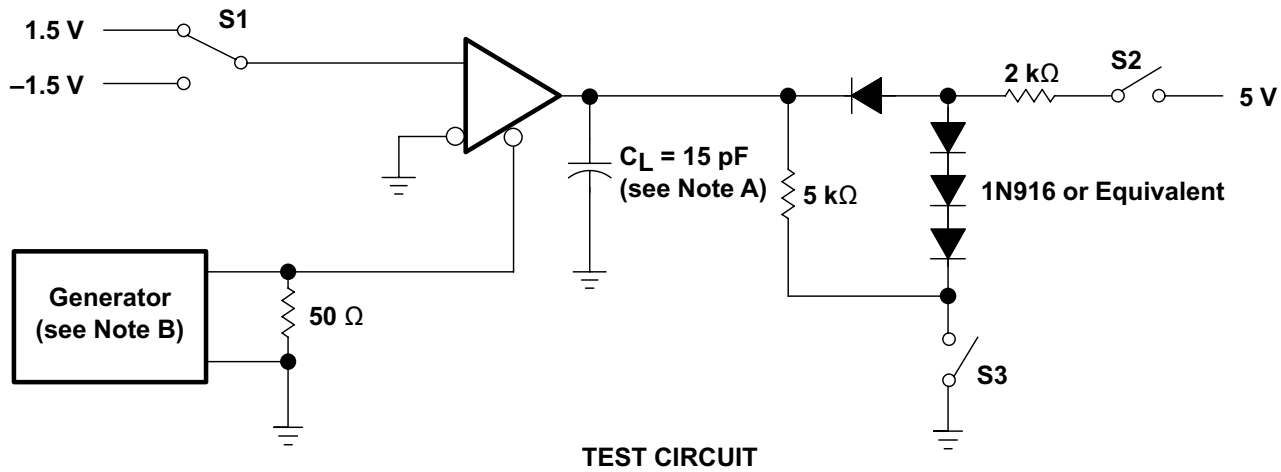 1.5 V
S1
–1.5 V
S2
2 kΩ
5 V
CL = 15 pF
(see Note A)
5 kΩ
1N916 or Equivalent
Generator
(see Note B)
50 Ω
S3
TEST CIRCUIT